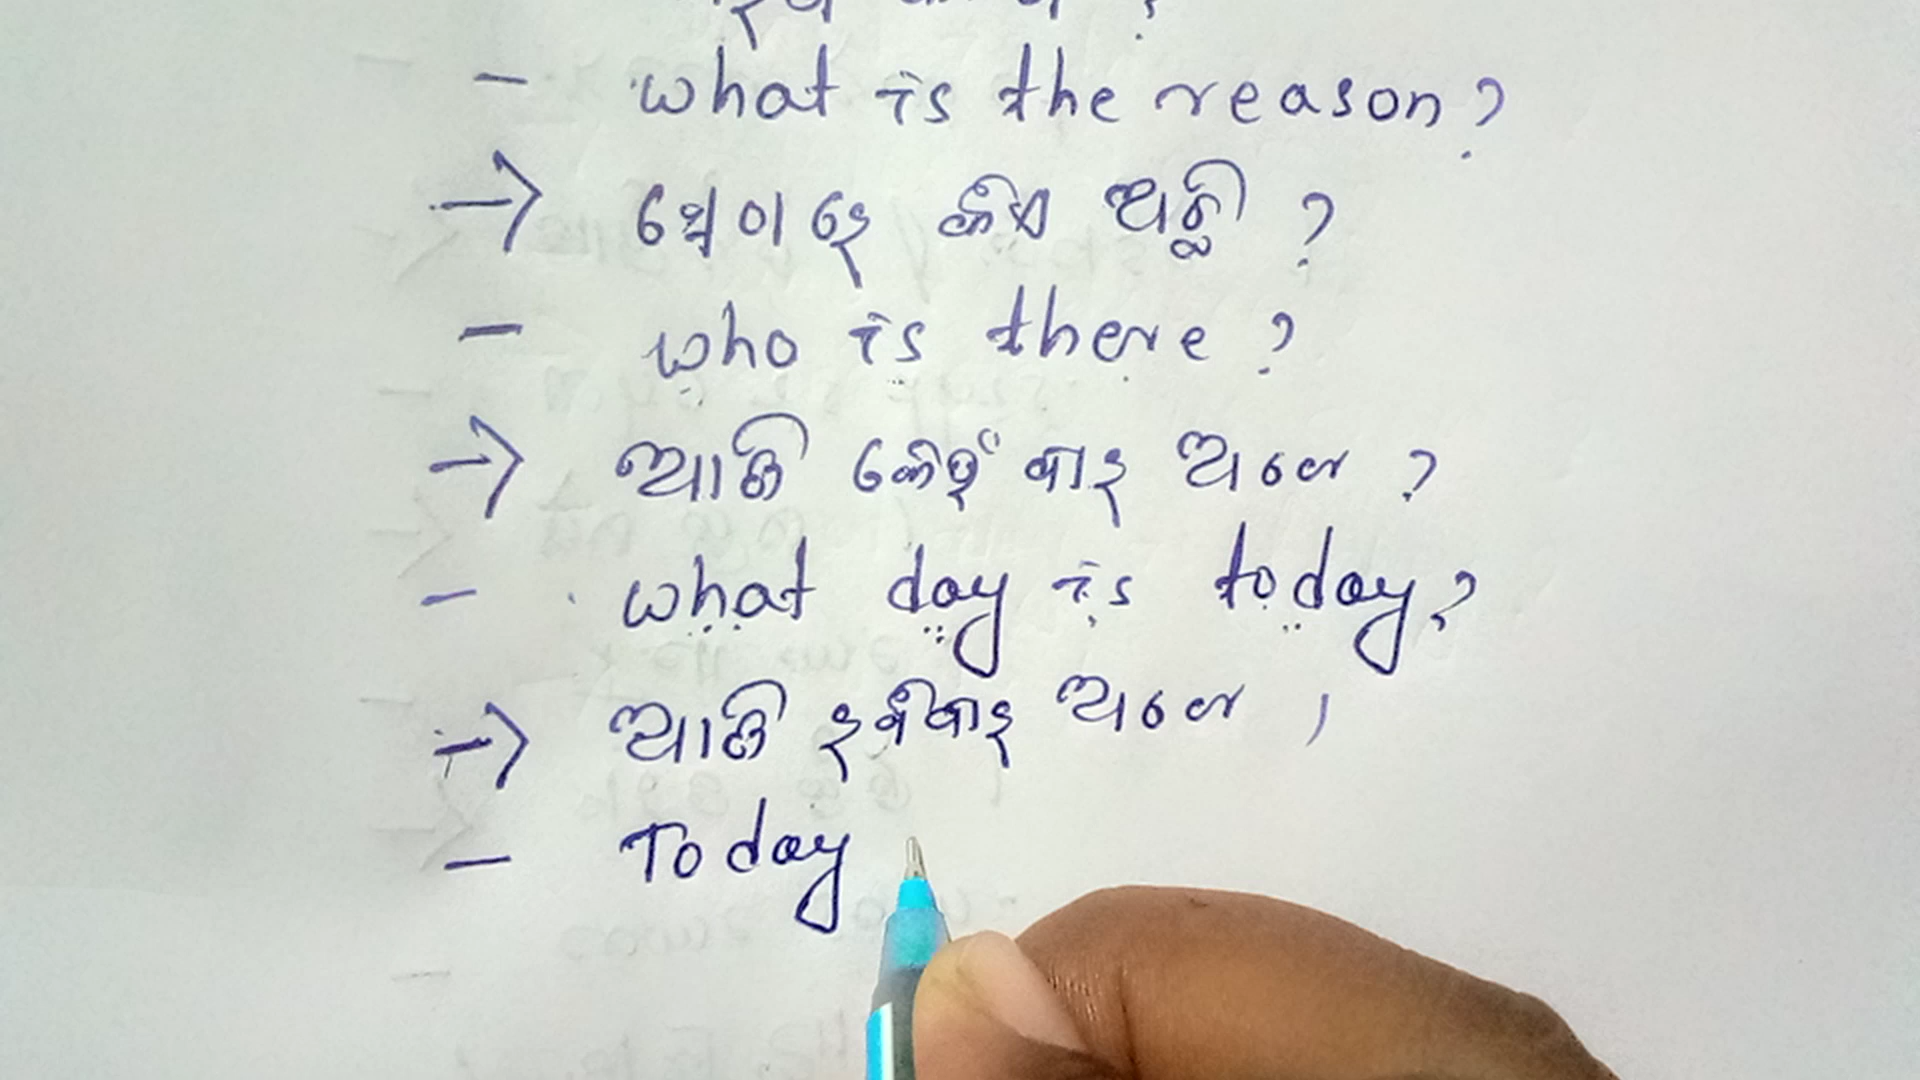 - what is the reason?
→ ସେଠାରେ କିଏ ଅଛି ?
- who is there ?
→ ଆଜି କେଉଁ ବାର ଅଟେ ?
- what day is today?
→ ଆଜି ରବିବାର ଅଟେ ।
- Today